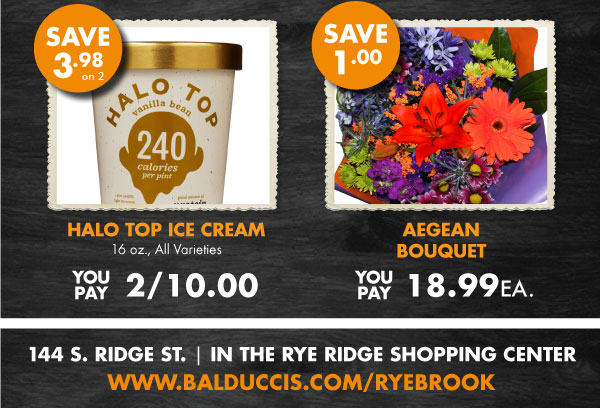 SAVE
3.98
on 2
HALO TOP
vanilla bean
240
calories
per pint
SAVE
1.00
HALO TOP ICE CREAM
16 oz., All Varieties
YOU PAY 2/10.00
AEGEAN
BOUQUET
YOU PAY 18.99EA.
144 S. RIDGE ST. | IN THE RYE RIDGE SHOPPING CENTER
WWW.BALDUCCIS.COM/RYEBROOK